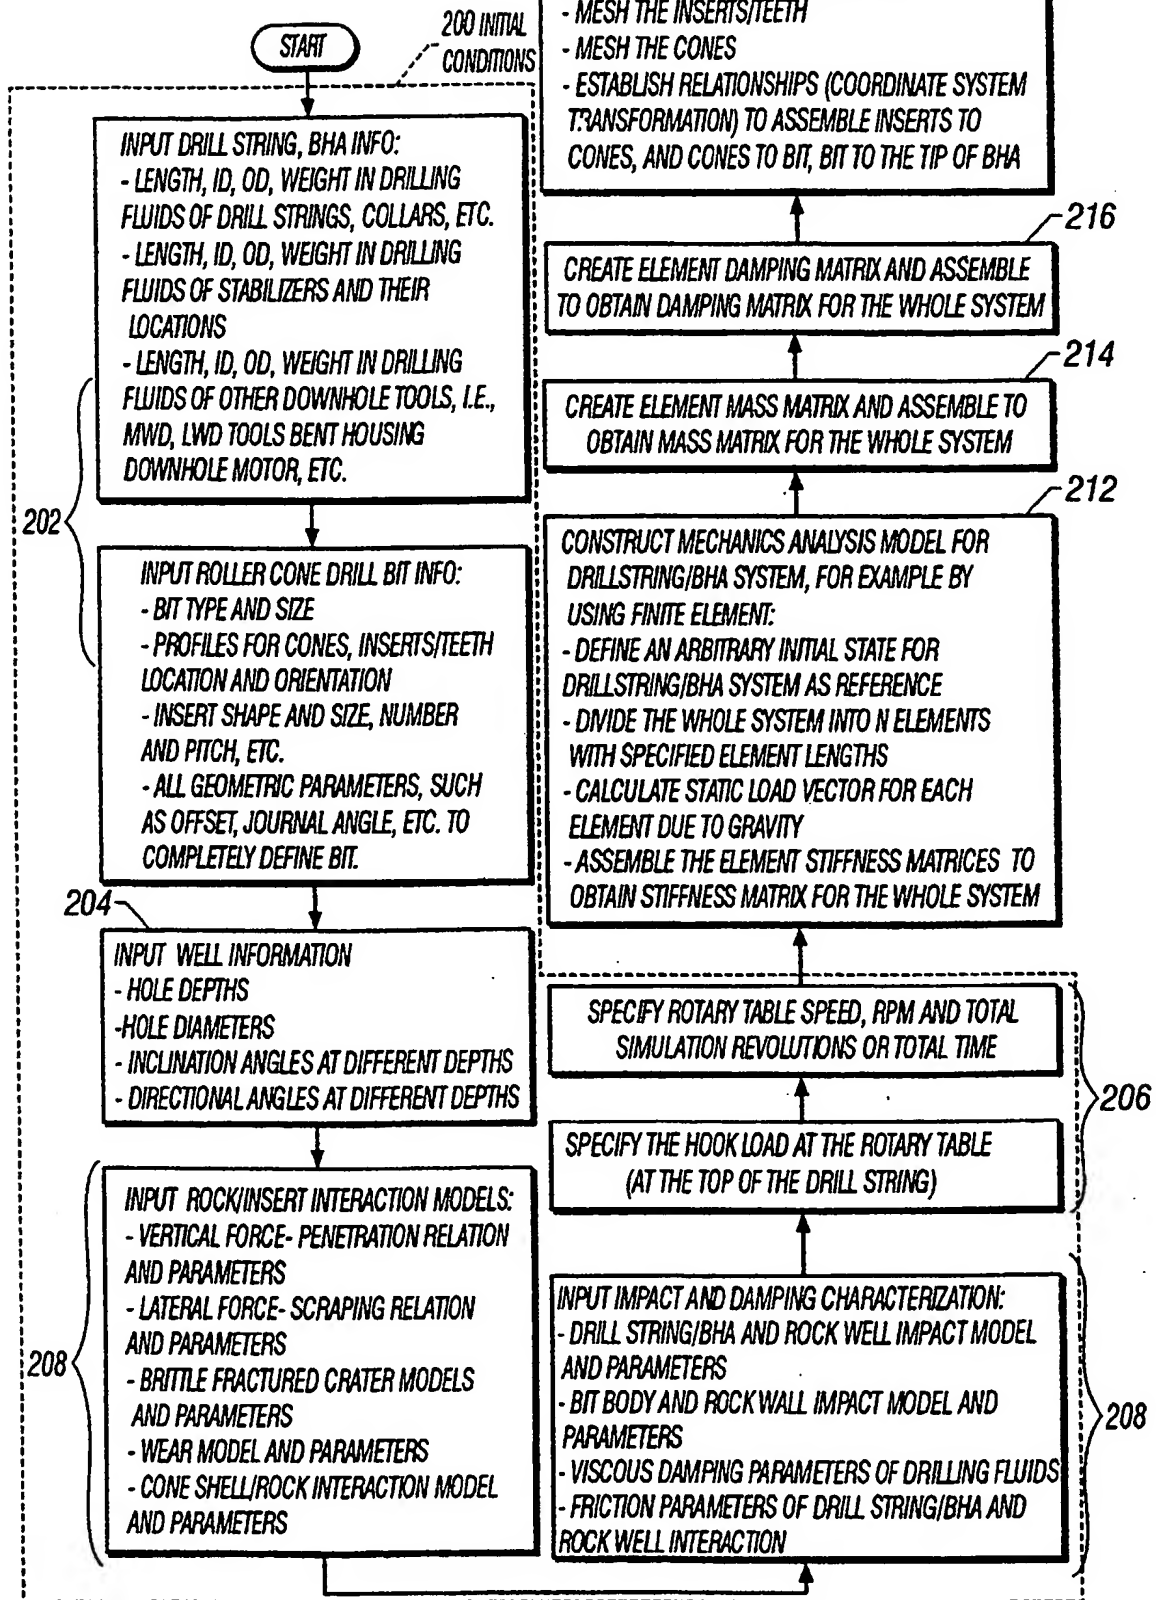 START
200 INITIAL
CONDITIONS
INPUT DRILL STRING, BHA INFO:
- LENGTH, ID, OD, WEIGHT IN DRILLING
FLUIDS OF DRILL STRINGS, COLLARS, ETC.
- LENGTH, ID, OD, WEIGHT IN DRILLING
FLUIDS OF STABILIZERS AND THEIR
LOCATIONS
- LENGTH, ID, OD, WEIGHT IN DRILLING
FLUIDS OF OTHER DOWNHOLE TOOLS, I.E.,
MWD, LWD TOOLS BENT HOUSING
DOWNHOLE MOTOR, ETC.
202
INPUT ROLLER CONE DRILL BIT INFO:
- BIT TYPE AND SIZE
- PROFILES FOR CONES, INSERTS/TEETH
LOCATION AND ORIENTATION
- INSERT SHAPE AND SIZE, NUMBER
AND PITCH, ETC.
- ALL GEOMETRIC PARAMETERS, SUCH
AS OFFSET, JOURNAL ANGLE, ETC. TO
COMPLETELY DEFINE BIT.
204
INPUT WELL INFORMATION
- HOLE DEPTHS
-HOLE DIAMETERS
- INCLINATION ANGLES AT DIFFERENT DEPTHS
- DIRECTIONAL ANGLES AT DIFFERENT DEPTHS
INPUT ROCK/INSERT INTERACTION MODELS:
- VERTICAL FORCE- PENETRATION RELATION
AND PARAMETERS
- LATERAL FORCE- SCRAPING RELATION
AND PARAMETERS
- BRITTLE FRACTURED CRATER MODELS
AND PARAMETERS
- WEAR MODEL AND PARAMETERS
- CONE SHELL/ROCK INTERACTION MODEL
AND PARAMETERS
208
INPUT IMPACT AND DAMPING CHARACTERIZATION:
- DRILL STRING/BHA AND ROCK WELL IMPACT MODEL
AND PARAMETERS
- BIT BODY AND ROCK WALL IMPACT MODEL AND
PARAMETERS
- VISCOUS DAMPING PARAMETERS OF DRILLING FLUIDS
- FRICTION PARAMETERS OF DRILL STRING/BHA AND
ROCK WELL INTERACTION
208
SPECIFY THE HOOK LOAD AT THE ROTARY TABLE
(AT THE TOP OF THE DRILL STRING)
SPECIFY ROTARY TABLE SPEED, RPM AND TOTAL
SIMULATION REVOLUTIONS OR TOTAL TIME
206
212
CONSTRUCT MECHANICS ANALYSIS MODEL FOR
DRILLSTRING/BHA SYSTEM, FOR EXAMPLE BY
USING FINITE ELEMENT:
- DEFINE AN ARBITRARY INITIAL STATE FOR
DRILLSTRING/BHA SYSTEM AS REFERENCE
- DIVIDE THE WHOLE SYSTEM INTO N ELEMENTS
WITH SPECIFIED ELEMENT LENGTHS
- CALCULATE STATIC LOAD VECTOR FOR EACH
ELEMENT DUE TO GRAVITY
- ASSEMBLE THE ELEMENT STIFFNESS MATRICES TO
OBTAIN STIFFNESS MATRIX FOR THE WHOLE SYSTEM
214
CREATE ELEMENT MASS MATRIX AND ASSEMBLE TO
OBTAIN MASS MATRIX FOR THE WHOLE SYSTEM
216
CREATE ELEMENT DAMPING MATRIX AND ASSEMBLE
TO OBTAIN DAMPING MATRIX FOR THE WHOLE SYSTEM
- MESH THE INSERTS/TEETH
- MESH THE CONES
- ESTABLISH RELATIONSHIPS (COORDINATE SYSTEM
TRANSFORMATION) TO ASSEMBLE INSERTS TO
CONES, AND CONES TO BIT, BIT TO THE TIP OF BHA